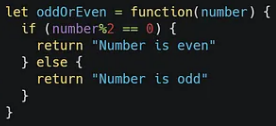 let oddOrEven = function(number) {
  if (number%2 == 0) {
    return "Number is even"
  } else {
    return "Number is odd"
  }
}